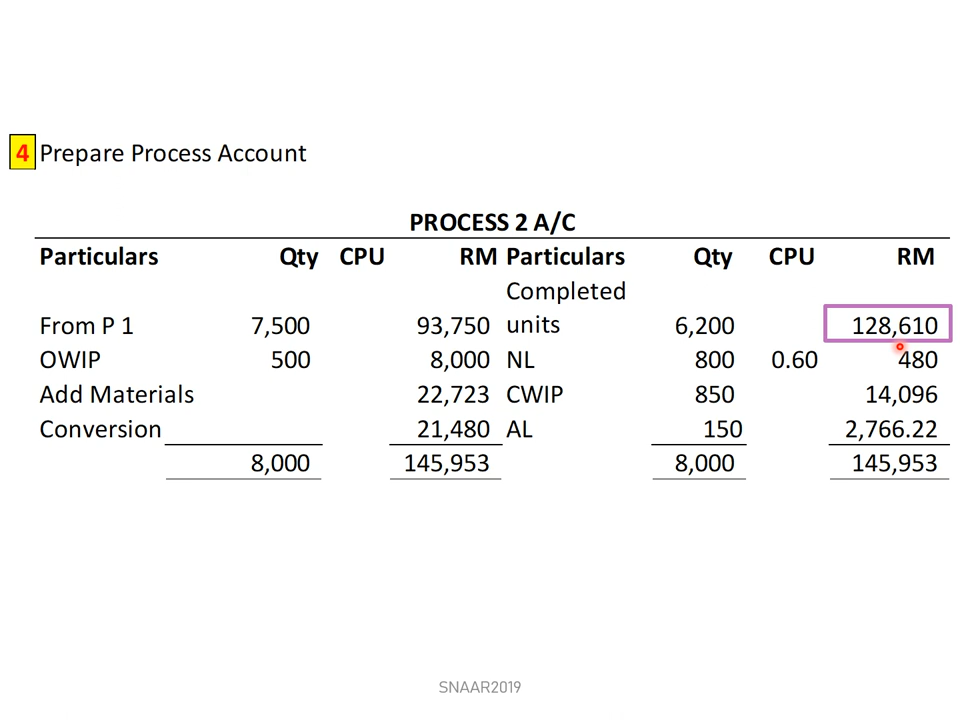 4 Prepare Process Account
PROCESS 2 A/C
Particulars Qty CPU RM Particulars Qty CPU RM
Completed
From P 1 7,500 93,750 units 6,200 128,610
OWIP 500 8,000 NL 800 0.60 480
Add Materials 22,723 CWIP 850 14,096
Conversion 21,480 AL 150 2,766.22
8,000 145,953 8,000 145,953
SNAAR2019